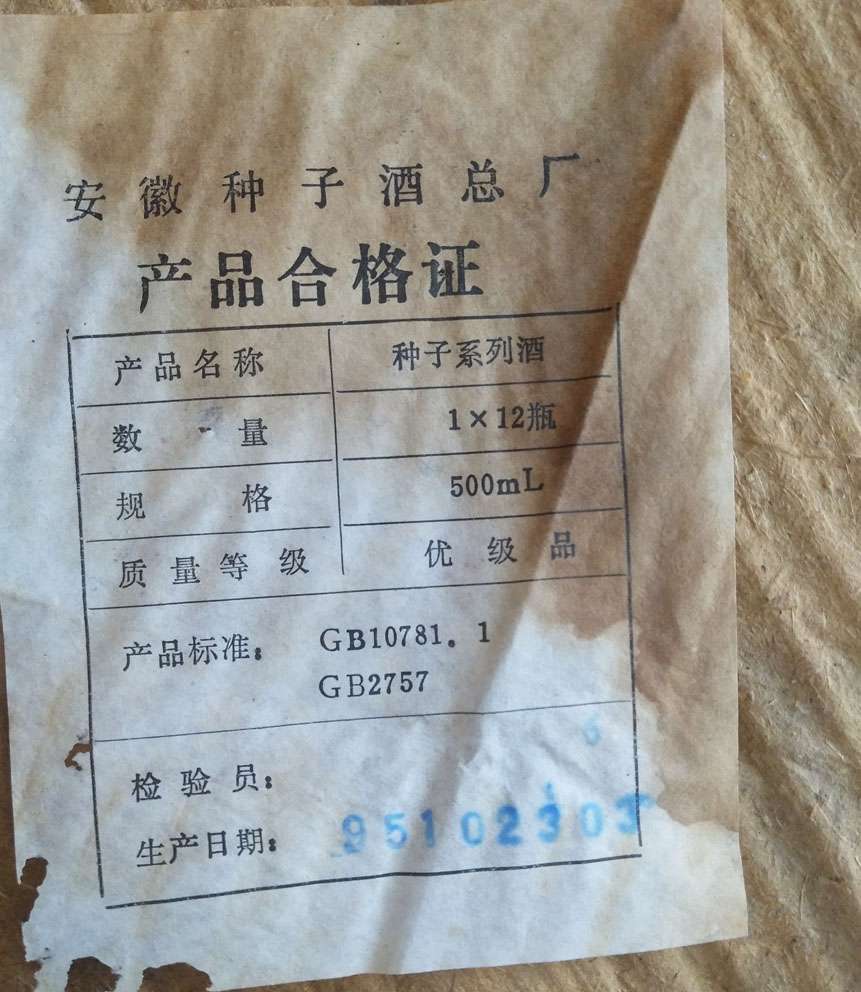 安徽种子酒总厂
产品合格证
产品名称 种子系列酒
数量 1×12瓶
规格 500mL
质量等级 优级品
产品标准： GB10781.1
GB2757
检验员： 6
生产日期： 95102303